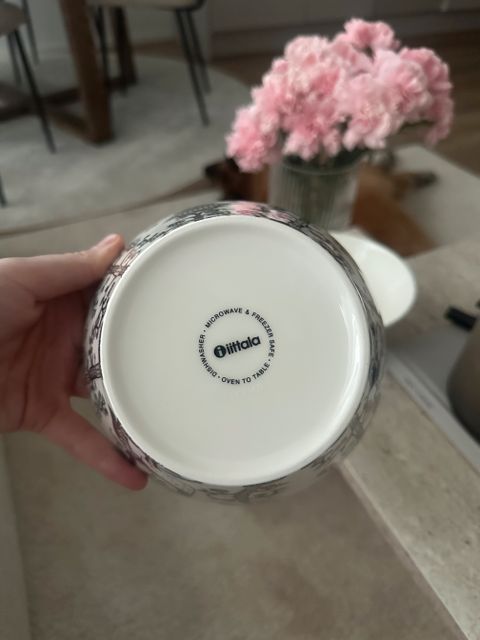 DISHWASHER • MICROWAVE & FREEZER SAFE • OVEN TO TABLE •
iittala